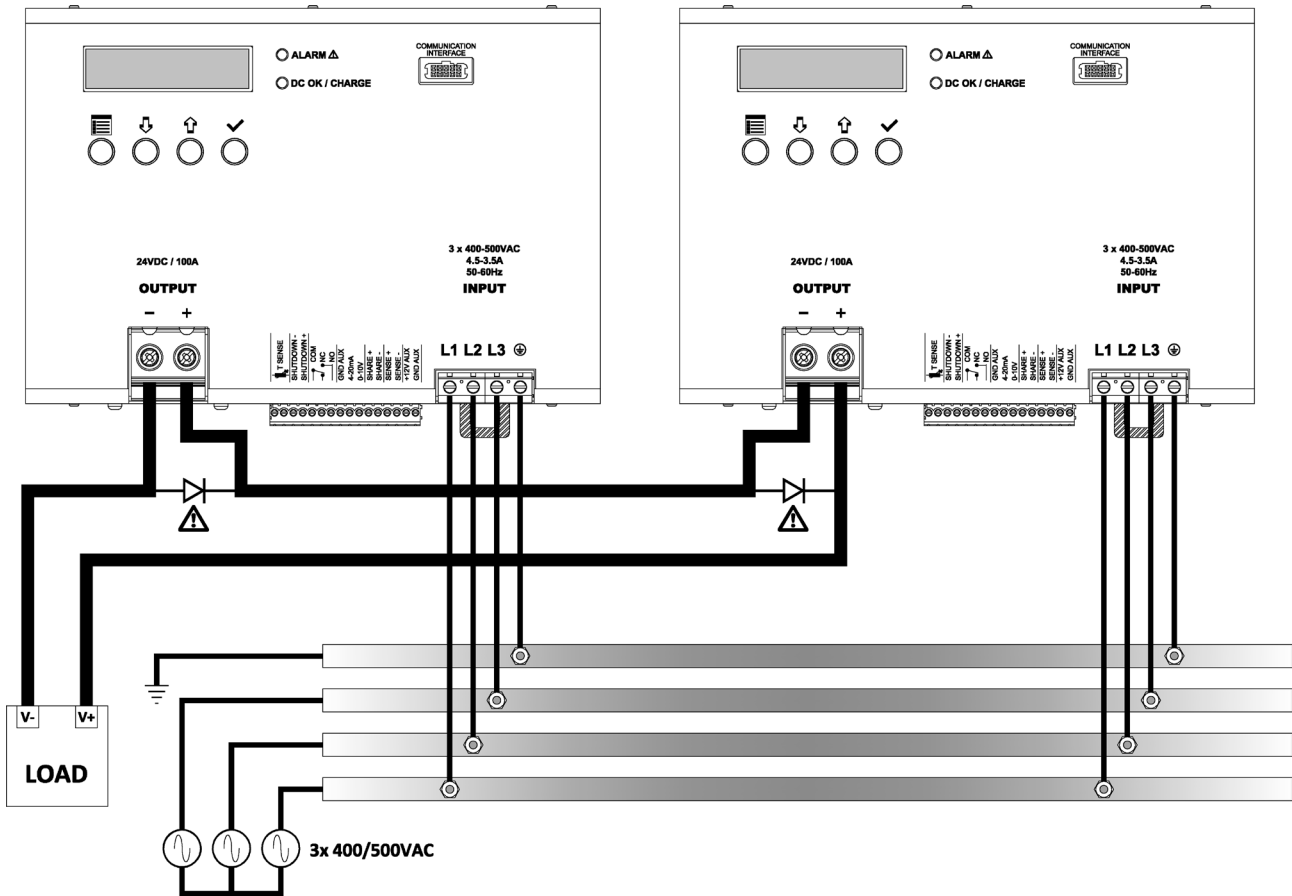 ALARM ⚠
DC OK / CHARGE
COMMUNICATION
INTERFACE
24VDC / 100A
OUTPUT
- +
3 x 400-500VAC
4.5-3.5A
50-60Hz
INPUT
T SENSE
SHUTDOWN -
SHUTDOWN +
COM
NC
NO
GND AUX
4-20mA
0-10V
SHARE +
SHARE -
SENSE +
SENSE -
+12V AUX
GND AUX
L1 L2 L3
ALARM ⚠
DC OK / CHARGE
COMMUNICATION
INTERFACE
24VDC / 100A
OUTPUT
- +
3 x 400-500VAC
4.5-3.5A
50-60Hz
INPUT
T SENSE
SHUTDOWN -
SHUTDOWN +
COM
NC
NO
GND AUX
4-20mA
0-10V
SHARE +
SHARE -
SENSE +
SENSE -
+12V AUX
GND AUX
L1 L2 L3
V- V+
LOAD
3x 400/500VAC